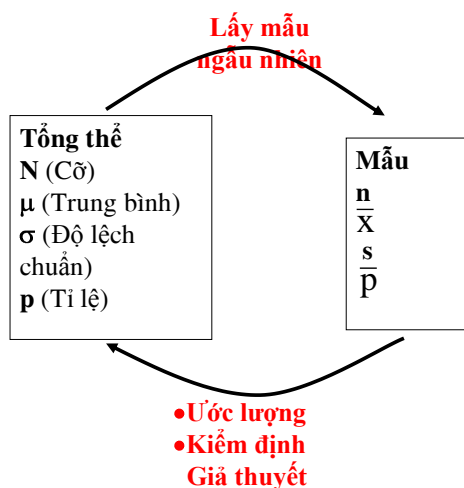 Lấy mẫu
ngẫu nhiên
Tổng thể
N (Cỡ)
μ (Trung bình)
σ (Độ lệch
chuẩn)
p (Tỉ lệ)
Mẫu
n
x̅
s
p̅
•Ước lượng
•Kiểm định
Giả thuyết